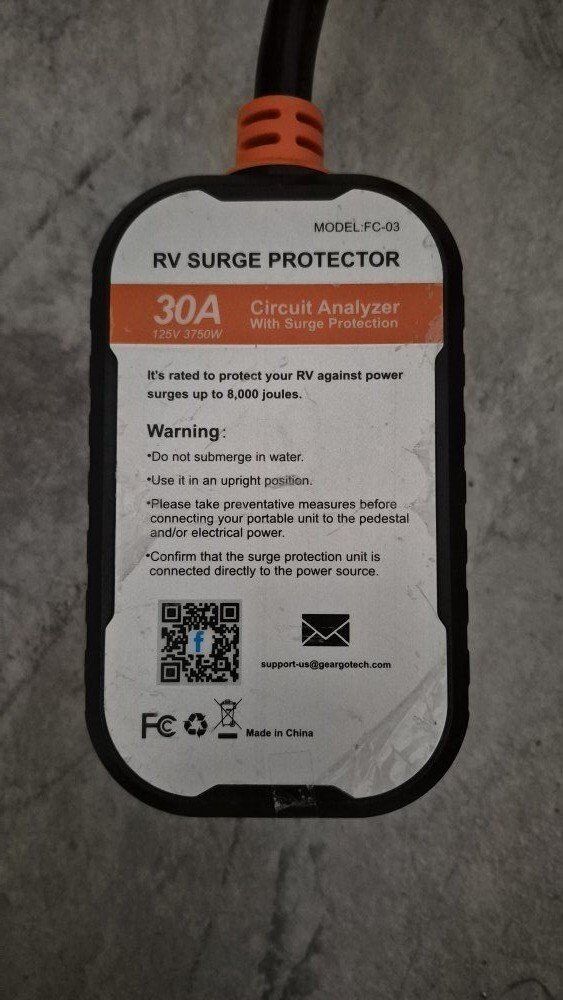 MODEL:FC-03
RV SURGE PROTECTOR
30A
125V 3750W
Circuit Analyzer
With Surge Protection
It's rated to protect your RV against power
surges up to 8,000 joules.
Warning:
•Do not submerge in water.
•Use it in an upright position.
•Please take preventative measures before
connecting your portable unit to the pedestal
and/or electrical power.
•Confirm that the surge protection unit is
connected directly to the power source.
f
support-us@geargotech.com
FC
Made in China